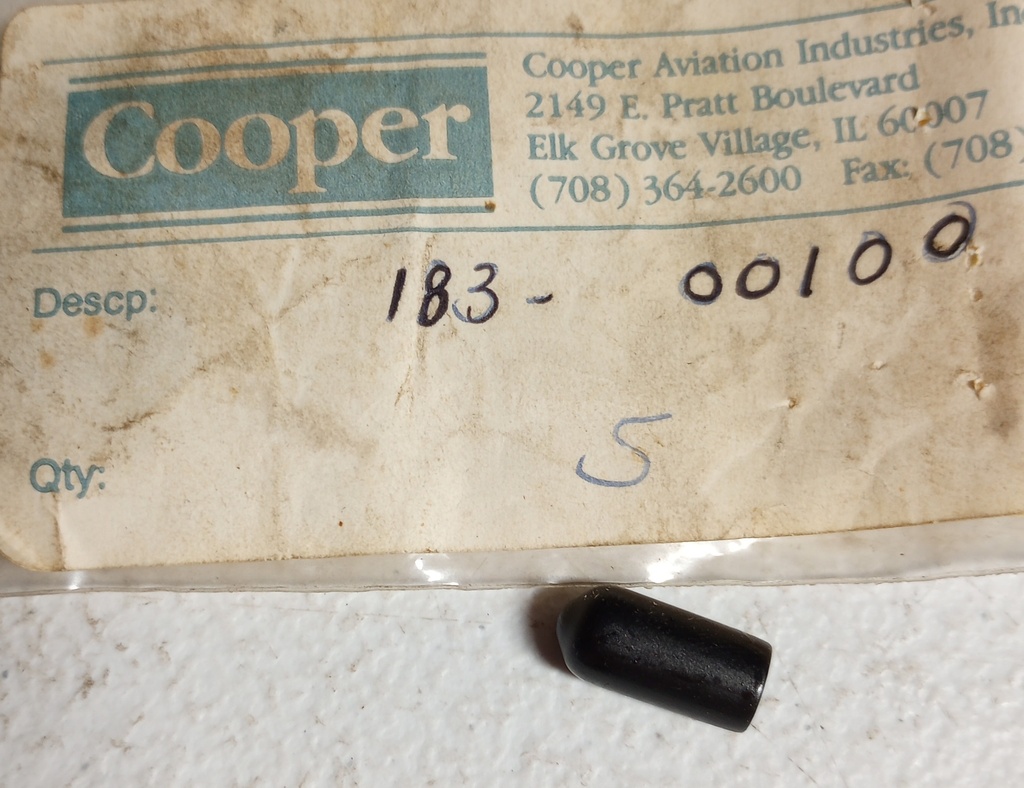 Cooper
Cooper Aviation Industries, In
2149 E. Pratt Boulevard
Elk Grove Village, IL 60007
(708) 364-2600 Fax: (708)
Descp: 183- 00100
Qty: 5